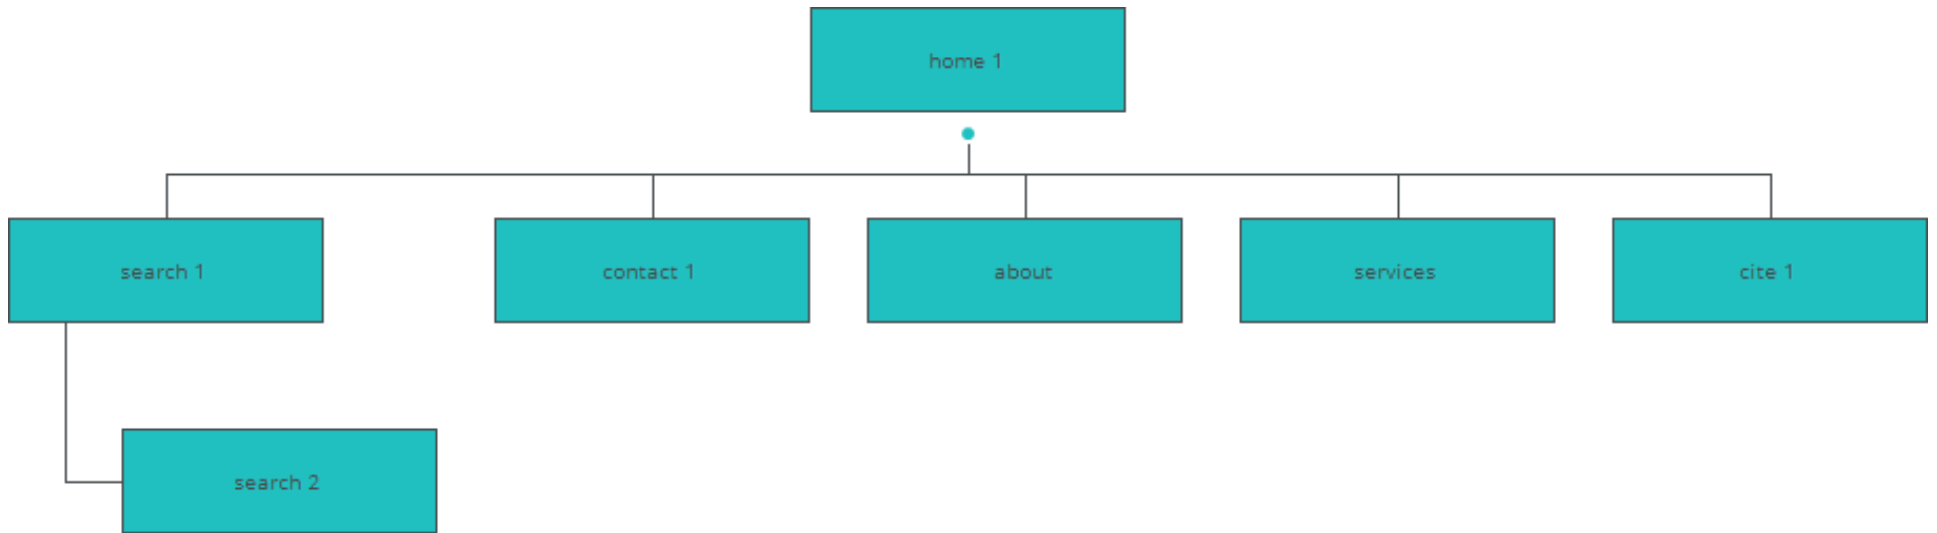 home 1
search 1
contact 1
about
services
cite 1
search 2